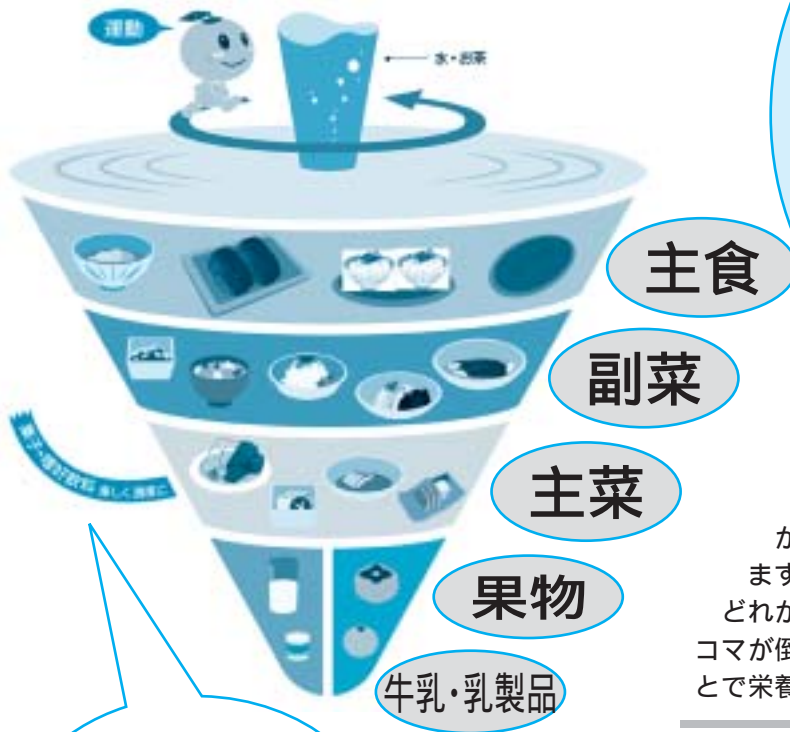 運動
水・お茶
主食
副菜
主菜
菓子・嗜好飲料 楽しく適度に
果物
牛乳・乳製品
か
ます
どれか
コマが倒
とで栄養